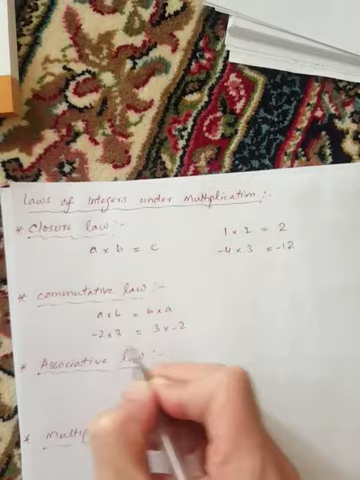 Laws of Integers under multiplication :-
* Closure law :-
a × b = c
1 × 2 = 2
-4 × 3 = -12
* commutative law :-
a × b = b × a
-2 × 3 = 3 × -2
* Associative law :-
*